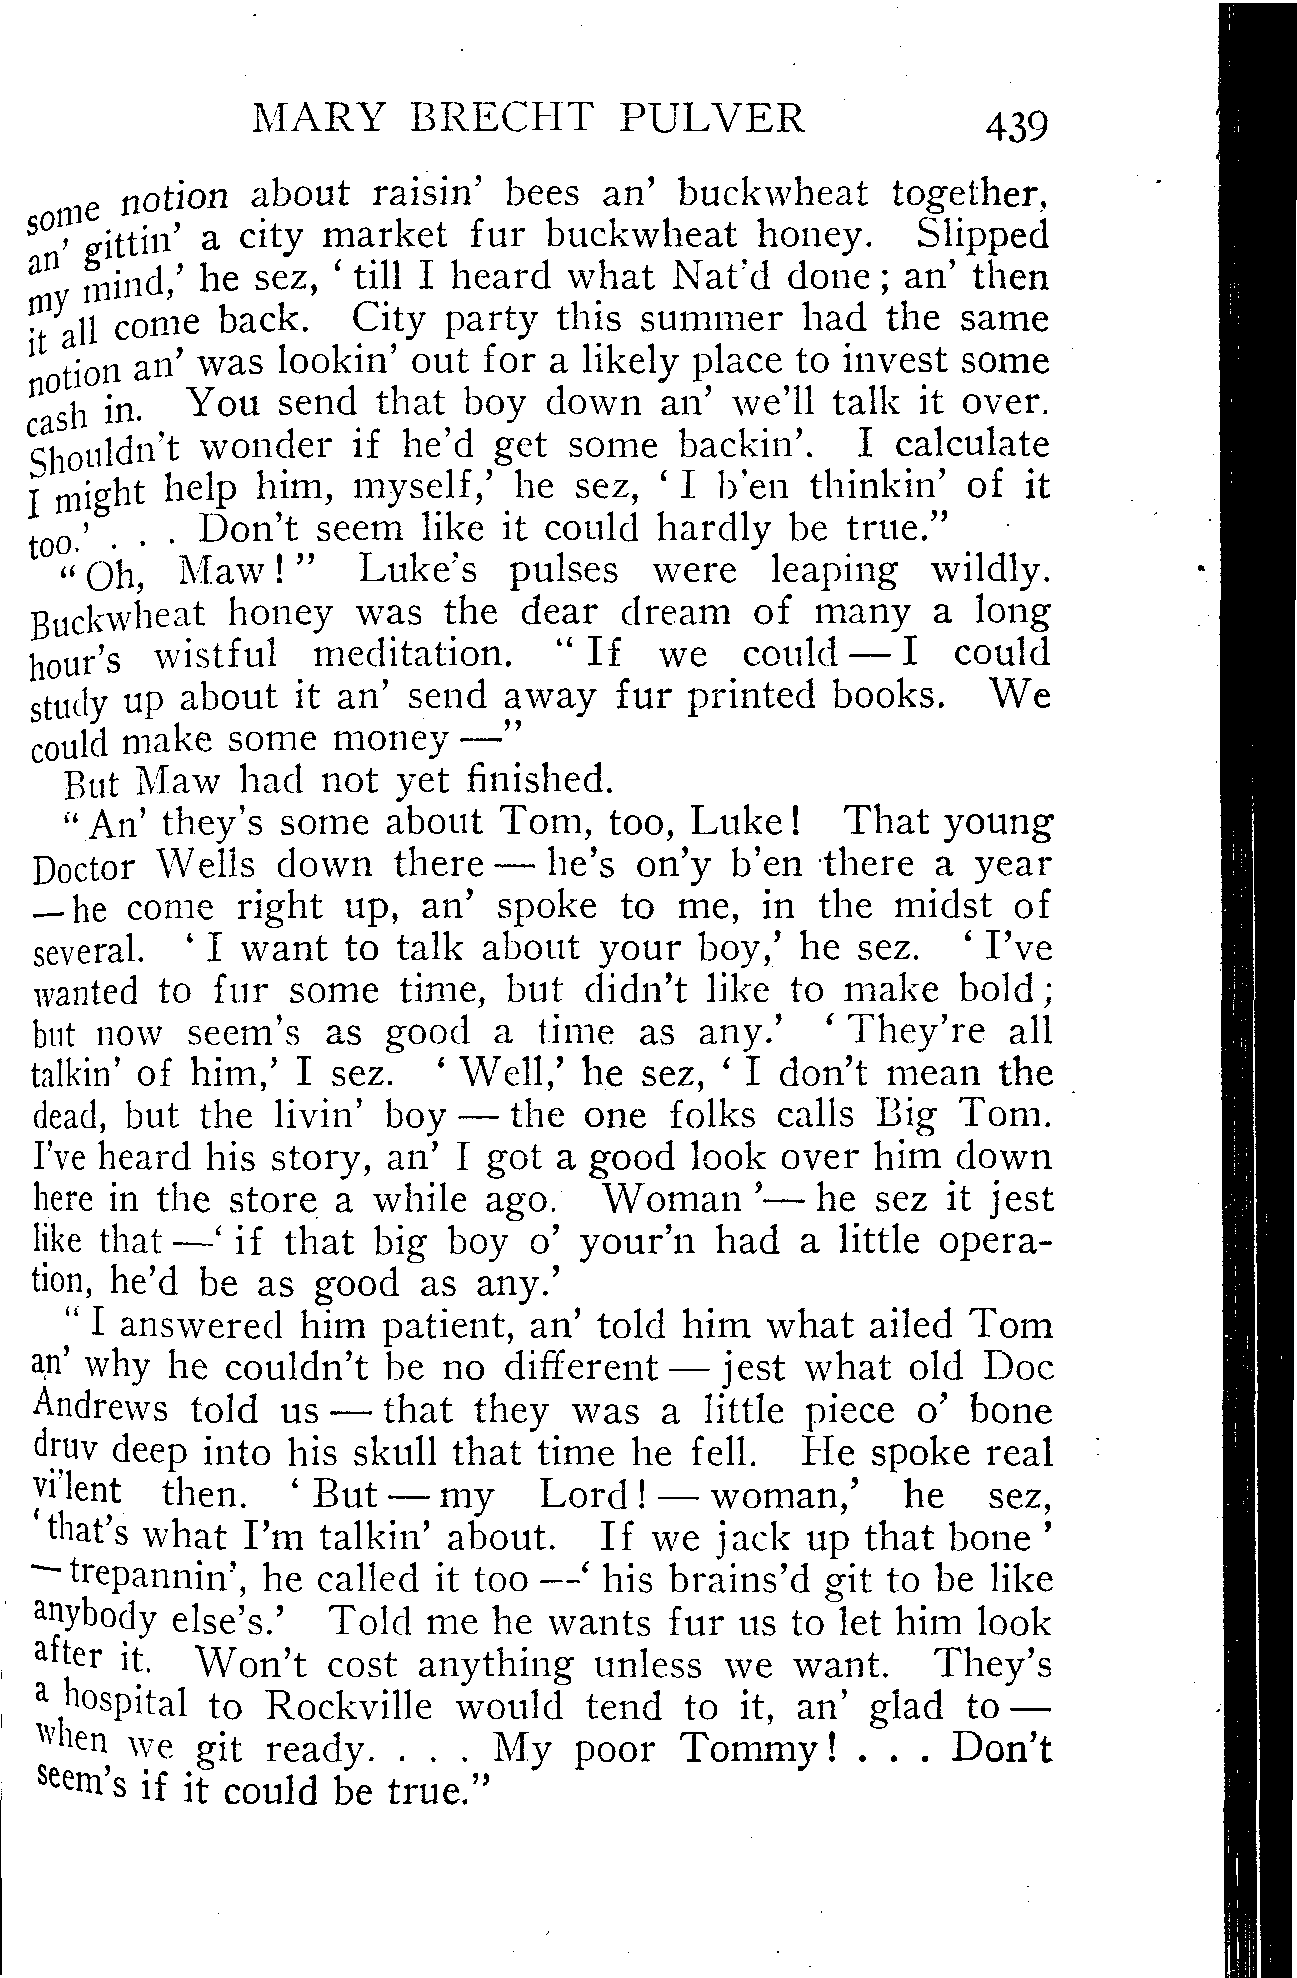 MARY BRECHT PULVER 439
some notion about raisin' bees an' buckwheat together,
an' gittin' a city market fur buckwheat honey. Slipped
my mind,' he sez, 'till I heard what Nat'd done; an' then
it all come back. City party this summer had the same
notion an' was lookin' out for a likely place to invest some
cash in. You send that boy down an' we'll talk it over.
Shouldn't wonder if he'd get some backin'. I calculate
I might help him, myself,' he sez, 'I b'en thinkin' of it
too.' . . . Don't seem like it could hardly be true."
"Oh, Maw!" Luke's pulses were leaping wildly.
Buckwheat honey was the dear dream of many a long
hour's wistful meditation. "If we could — I could
study up about it an' send away fur printed books. We
could make some money —"
But Maw had not yet finished.
"An' they's some about Tom, too, Luke! That young
Doctor Wells down there — he's on'y b'en there a year
— he come right up, an' spoke to me, in the midst of
several. 'I want to talk about your boy,' he sez. 'I've
wanted to fur some time, but didn't like to make bold;
but now seem's as good a time as any.' 'They're all
talkin' of him,' I sez. 'Well,' he sez, 'I don't mean the
dead, but the livin' boy — the one folks calls Big Tom.
I've heard his story, an' I got a good look over him down
here in the store a while ago. Woman' — he sez it jest
like that — 'if that big boy o' your'n had a little opera-
tion, he'd be as good as any.'
"I answered him patient, an' told him what ailed Tom
an' why he couldn't be no different — jest what old Doc
Andrews told us — that they was a little piece o' bone
druv deep into his skull that time he fell. He spoke real
vi'lent then. 'But — my Lord! — woman,' he sez,
'that's what I'm talkin' about. If we jack up that bone'
— trepannin', he called it too — 'his brains'd git to be like
anybody else's.' Told me he wants fur us to let him look
after it. Won't cost anything unless we want. They's
a hospital to Rockville would tend to it, an' glad to —
when we git ready. . . . My poor Tommy! . . . Don't
seem's if it could be true."